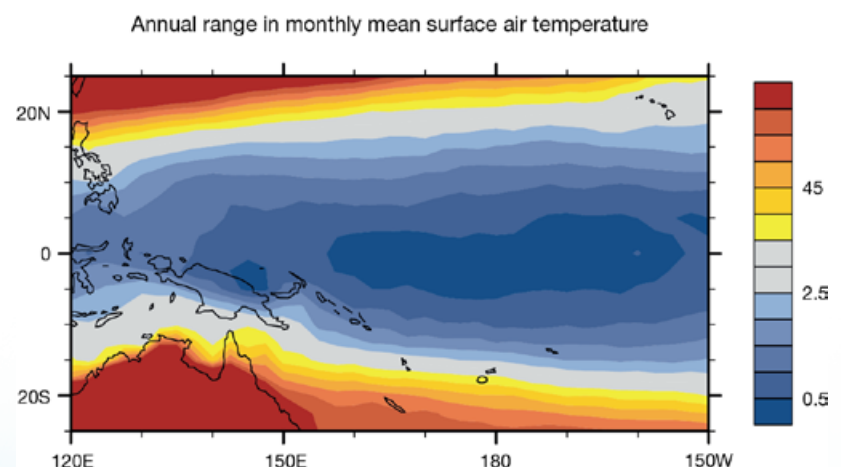 Annual range in monthly mean surface air temperature
20N
0
20S
120E
150E
180
150W
45
2.5
0.5